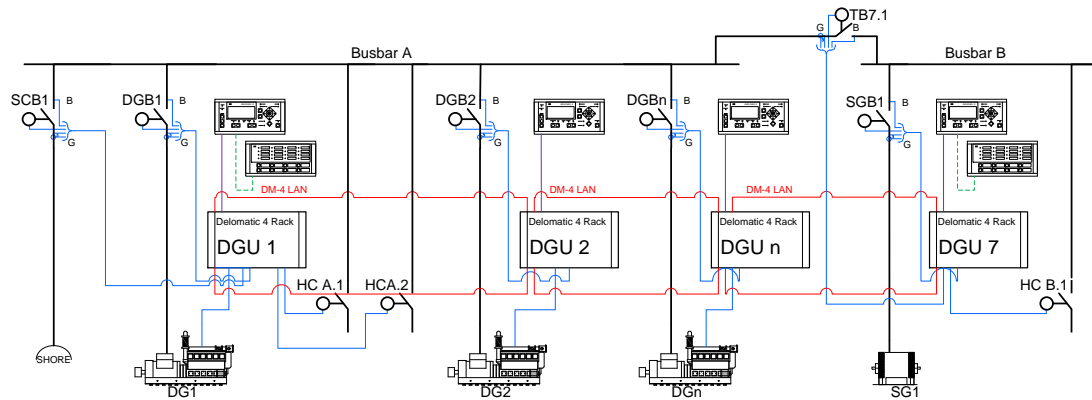 TB7.1
G
B
Busbar A
Busbar B
SCB1
B
G
DGB1
B
G
DGB2
B
G
DGBn
B
G
SGB1
B
G
DM-4 LAN
DM-4 LAN
DM-4 LAN
Delomatic 4 Rack
DGU 1
Delomatic 4 Rack
DGU 2
Delomatic 4 Rack
DGU n
Delomatic 4 Rack
DGU 7
HC A.1
HCA.2
HC B.1
SHORE
DG1
DG2
DGn
SG1